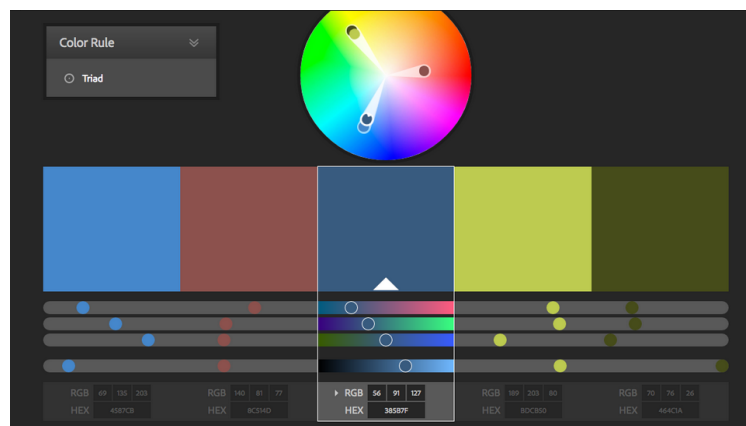 Color Rule
Triad
RGB 69 135 203
HEX 4587CB
RGB 140 81 77
HEX 8C514D
RGB 56 91 127
HEX 385B7F
RGB 189 203 80
HEX BDCB50
RGB 70 76 26
HEX 464C1A